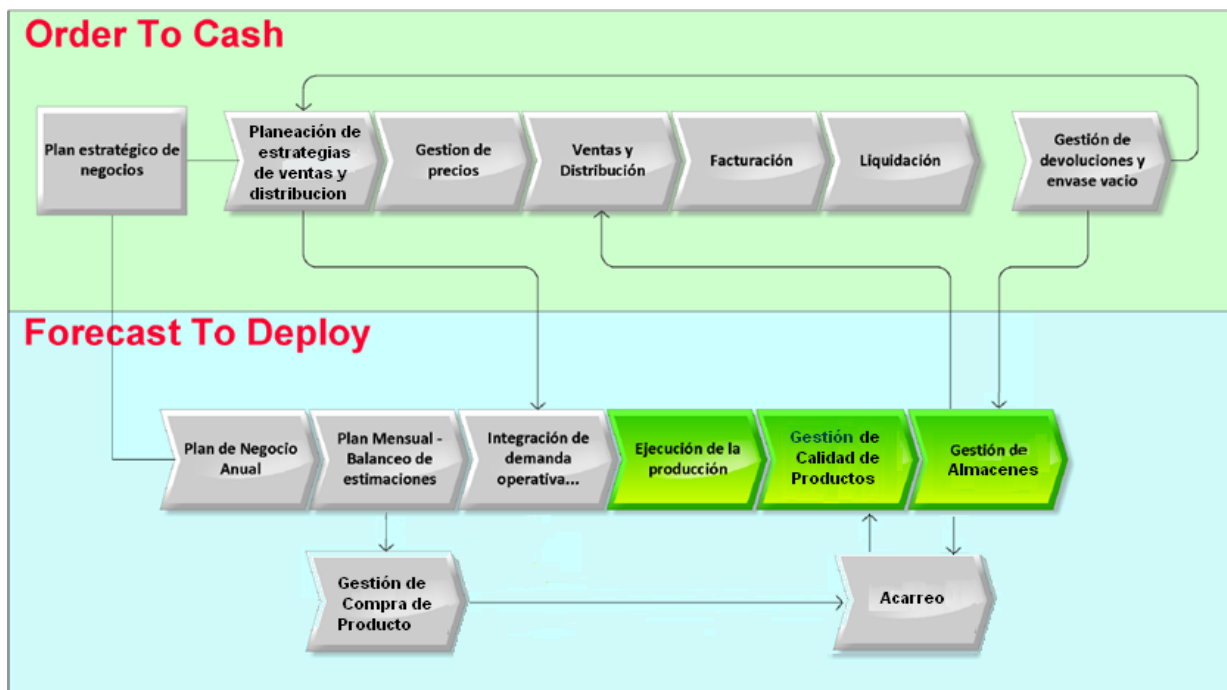 Order To Cash
Plan estratégico de
negocios
Planeación de
estrategias
de ventas y
distribucion
Gestion de
precios
Ventas y
Distribución
Facturación
Liquidación
Gestión de
devoluciones y
envase vacio
Forecast To Deploy
Plan de Negocio
Anual
Plan Mensual -
Balanceo de
estimaciones
Integración de
demanda
operativa...
Ejecución de la
producción
Gestión de
Calidad de
Productos
Gestión de
Almacenes
Gestión de
Compra de
Producto
Acarreo